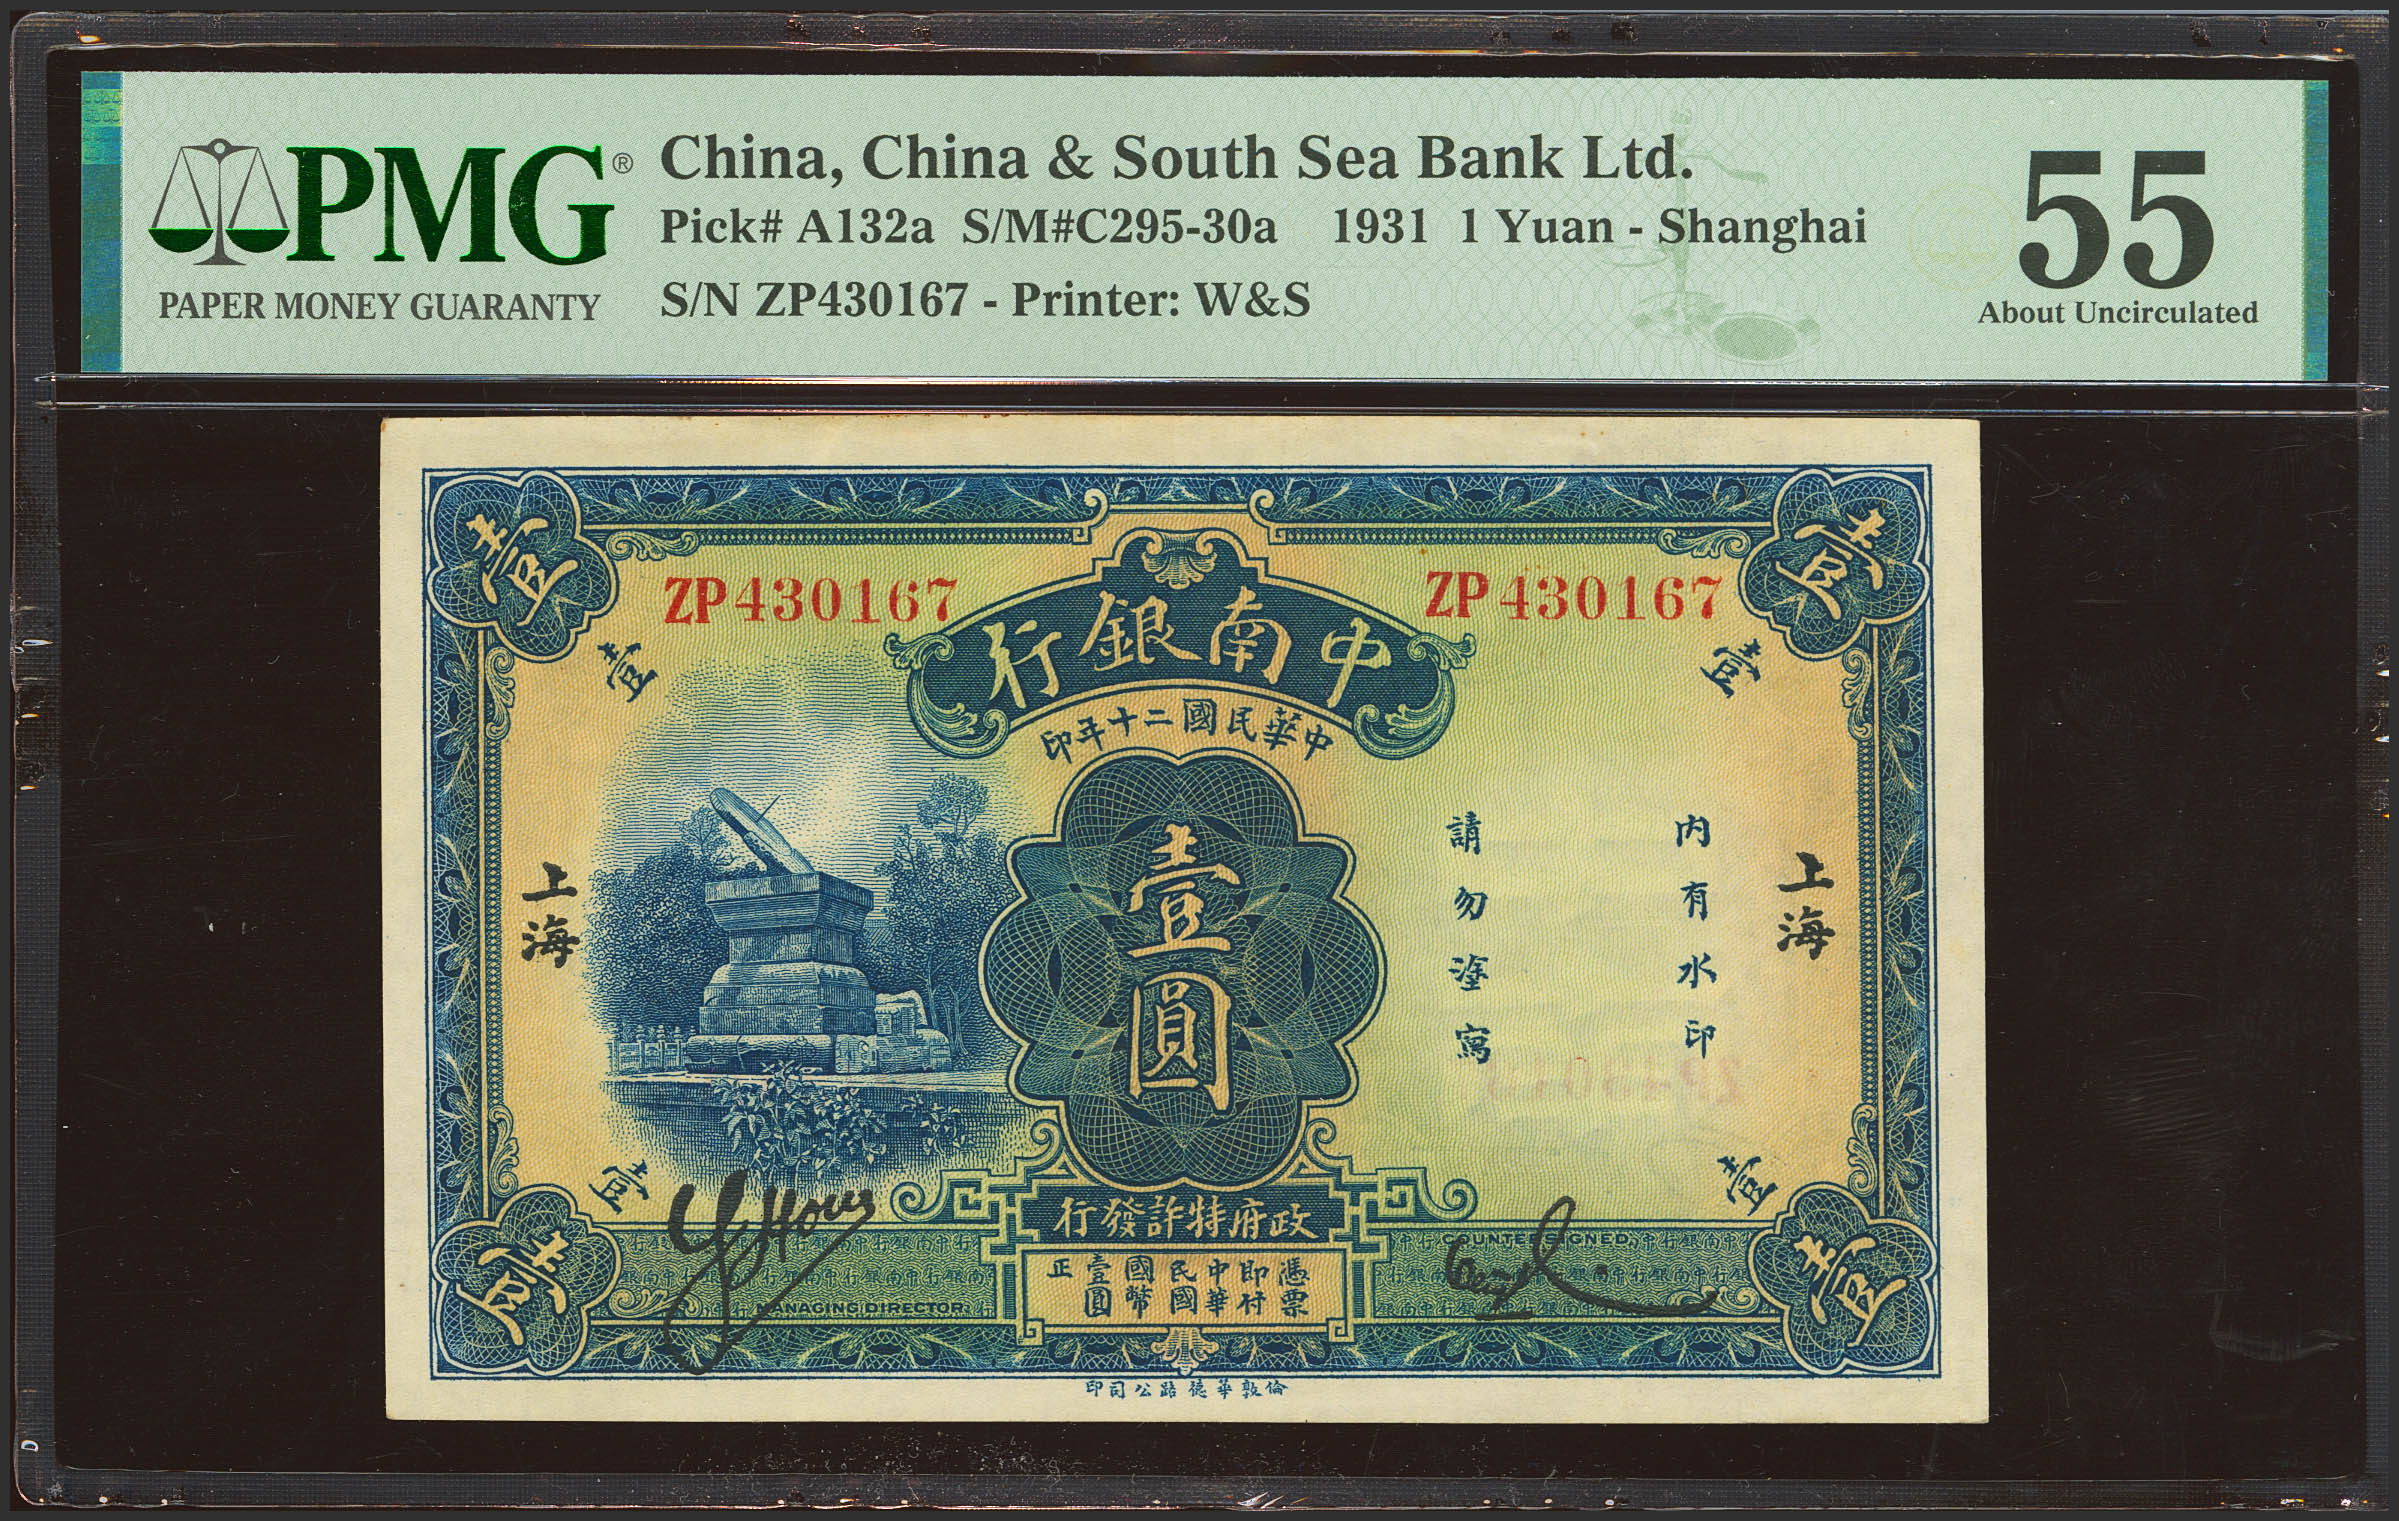 PMG®
PAPER MONEY GUARANTY
China, China & South Sea Bank Ltd.
Pick# A132a S/M#C295-30a 1931 1 Yuan - Shanghai
S/N ZP430167 - Printer: W&S
55
About Uncirculated
壹
壹
ZP430167
ZP430167
中南銀行
中華民國二十年印
壹
壹
上海
上海
內有水印
請勿塗寫
壹圓
壹
壹
政府特許發行
憑票即付中華民國國幣壹圓正
MANAGING DIRECTOR.
COUNTERSIGNED.
壹
壹
倫敦華德路公司印